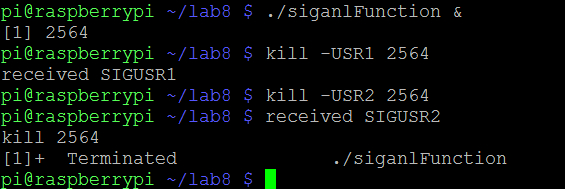 pi@raspberrypi ~/lab8 $ ./siganlFunction &
[1] 2564
pi@raspberrypi ~/lab8 $ kill -USR1 2564
received SIGUSR1
pi@raspberrypi ~/lab8 $ kill -USR2 2564
pi@raspberrypi ~/lab8 $ received SIGUSR2
kill 2564
[1]+  Terminated              ./siganlFunction
pi@raspberrypi ~/lab8 $